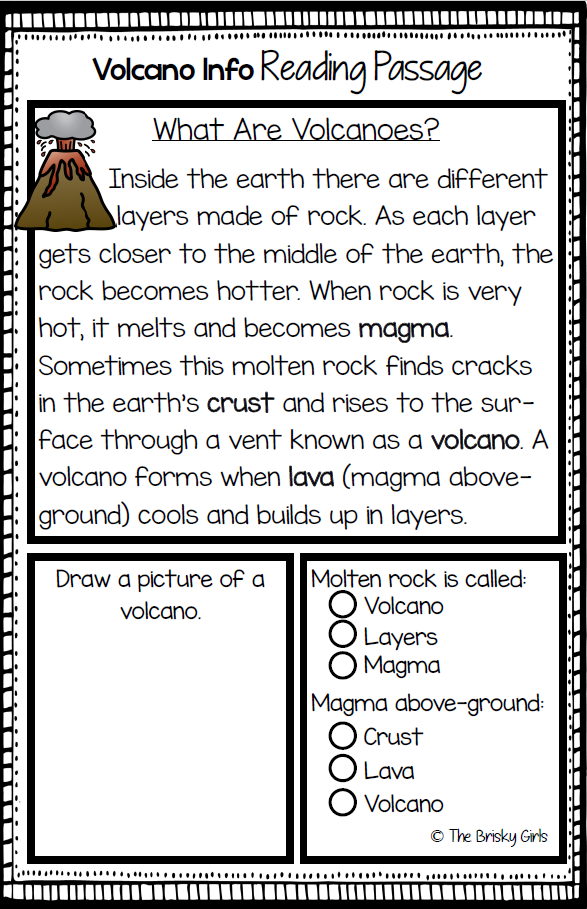 Volcano Info Reading Passage
What Are Volcanoes?
Inside the earth there are different
layers made of rock. As each layer
gets closer to the middle of the earth, the
rock becomes hotter. When rock is very
hot, it melts and becomes magma.
Sometimes this molten rock finds cracks
in the earth's crust and rises to the sur-
face through a vent known as a volcano. A
volcano forms when lava (magma above-
ground) cools and builds up in layers.
Draw a picture of a
volcano.
Molten rock is called:
Volcano
Layers
Magma
Magma above-ground:
Crust
Lava
Volcano
© The Brisky Girls